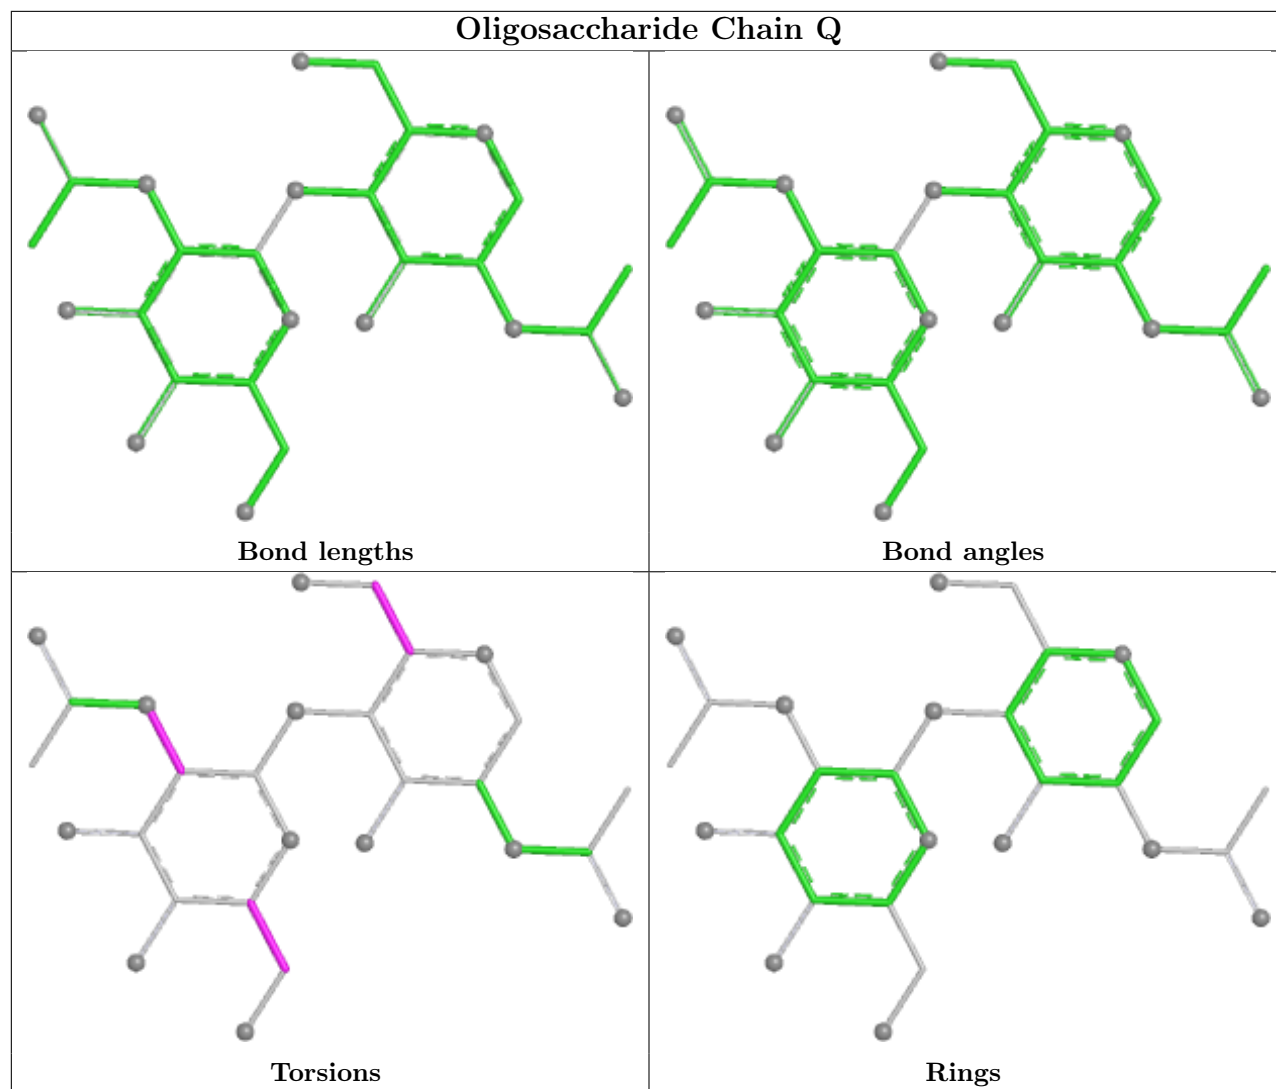 Oligosaccharide Chain Q
Bond lengths
Bond angles
Torsions
Rings